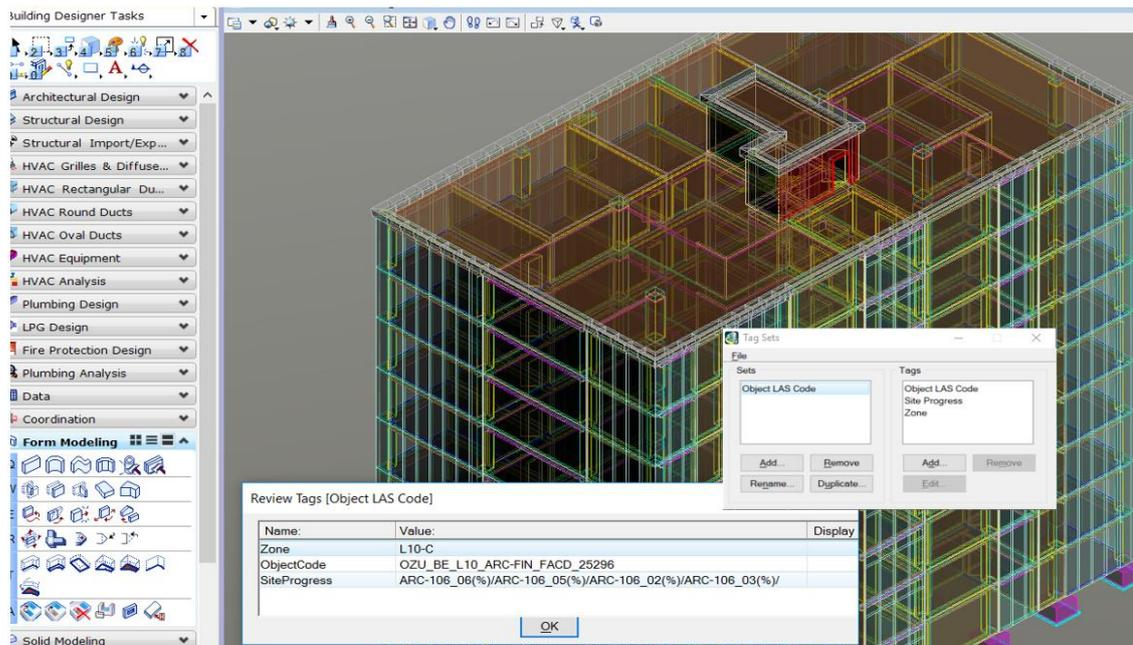 Building Designer Tasks
Architectural Design
Structural Design
Structural Import/Exp...
HVAC Grilles & Diffuse...
HVAC Rectangular Du...
HVAC Round Ducts
HVAC Oval Ducts
HVAC Equipment
HVAC Analysis
Plumbing Design
LPG Design
Fire Protection Design
Plumbing Analysis
Data
Coordination
Form Modeling
Solid Modeling
Tag Sets
File
Sets
Tags
Object LAS Code
Object LAS Code
Site Progress
Zone
Add...
Remove
Add...
Remove
Rename...
Duplicate...
Edit...
Review Tags [Object LAS Code]
Name:
Value:
Display
Zone
L10-C
ObjectCode
OZU_BE_L10_ARC-FIN_FACD_25296
SiteProgress
ARC-106_06(%)/ARC-106_05(%)/ARC-106_02(%)/ARC-106_03(%)/
OK